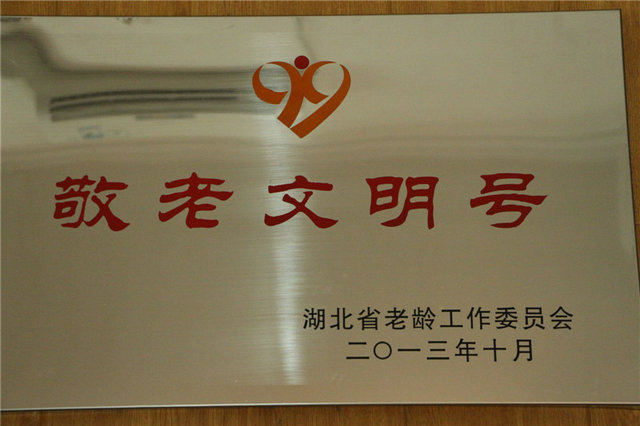 敬老文明号
湖北省老龄工作委员会
二〇一三年十月